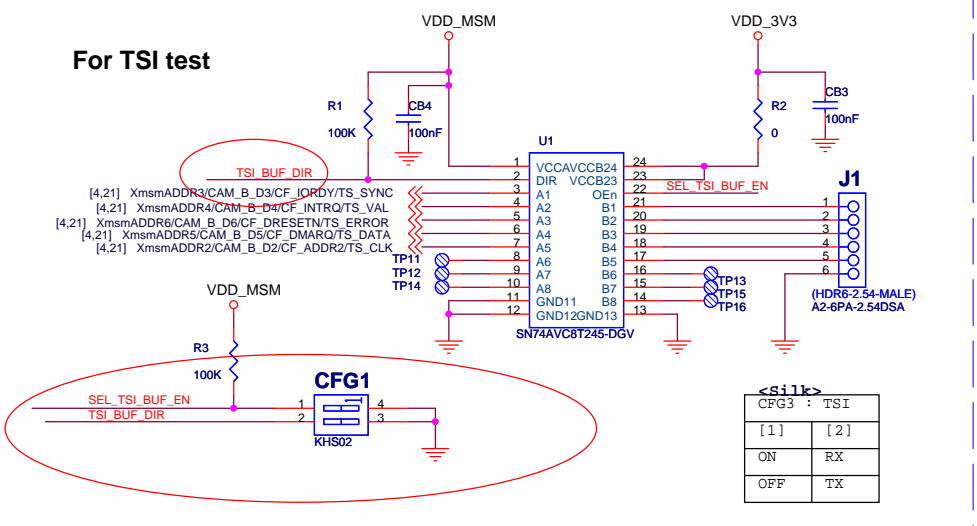 VDD_MSM
VDD_3V3
For TSI test
R1
100K
CB4
100nF
R2
0
CB3
100nF
U1
TSI_BUF_DIR
1 VCCA VCCB24 24
2 DIR VCCB23 23
3 A1 OEn 22 SEL_TSI_BUF_EN
4 A2 B1 21
5 A3 B2 20
6 A4 B3 19
7 A5 B4 18
8 A6 B5 17
9 A7 B6 16
10 A8 B7 15
11 GND11 B8 14
12 GND12 GND13 13
SN74AVC8T245-DGV
[4,21] XmsmADDR3/CAM_B_D3/CF_IORDY/TS_SYNC
[4,21] XmsmADDR4/CAM_B_D4/CF_INTRQ/TS_VAL
[4,21] XmsmADDR6/CAM_B_D6/CF_DRESETN/TS_ERROR
[4,21] XmsmADDR5/CAM_B_D5/CF_DMARQ/TS_DATA
[4,21] XmsmADDR2/CAM_B_D2/CF_ADDR2/TS_CLK
TP11
TP12
TP14
TP13
TP15
TP16
J1
1
2
3
4
5
6
(HDR6-2.54-MALE)
A2-6PA-2.54DSA
VDD_MSM
R3
100K
CFG1
SEL_TSI_BUF_EN 1 4
TSI_BUF_DIR 2 3
1
KHS02
<Silk>
CFG3 : TSI
[1] [2]
ON RX
OFF TX